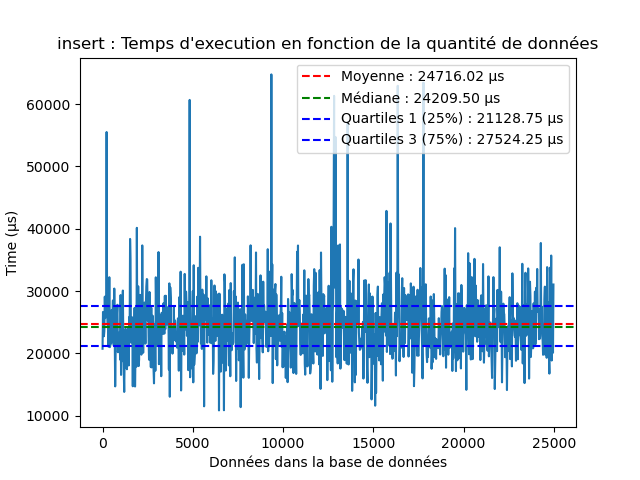 insert : Temps d'execution en fonction de la quantité de données
Moyenne : 24716.02 µs
Médiane : 24209.50 µs
Quartiles 1 (25%) : 21128.75 µs
Quartiles 3 (75%) : 27524.25 µs
Time (µs)
60000
50000
40000
30000
20000
10000
0 5000 10000 15000 20000 25000
Données dans la base de données